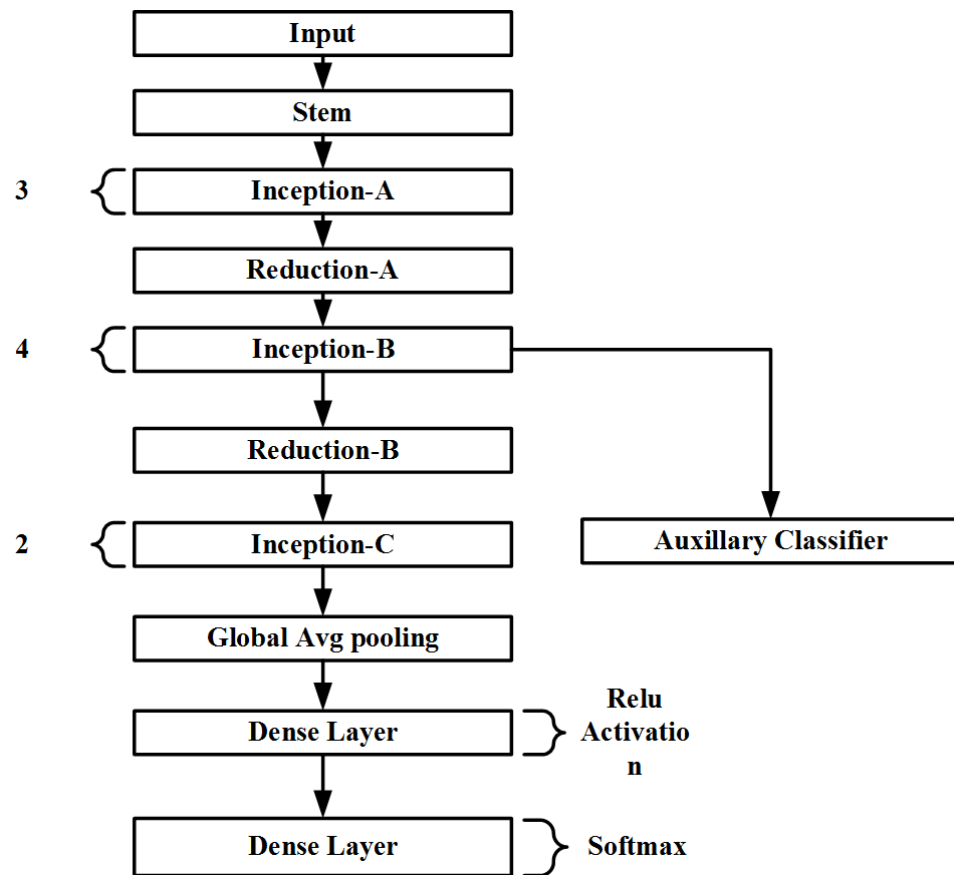 Input
Stem
3
Inception-A
Reduction-A
4
Inception-B
Reduction-B
2
Inception-C
Auxillary Classifier
Global Avg pooling
Dense Layer
Relu
Activatio
n
Dense Layer
Softmax